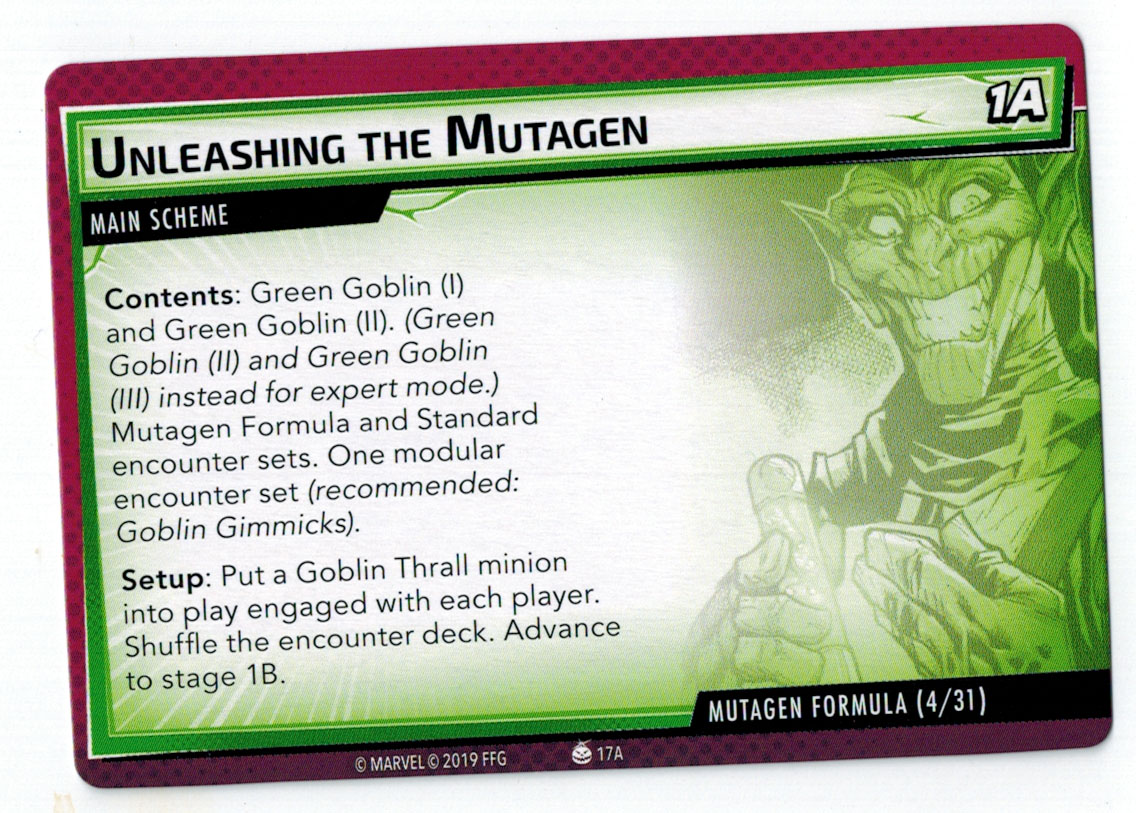 UNLEASHING THE MUTAGEN
1A
MAIN SCHEME
Contents: Green Goblin (I)
and Green Goblin (II). (Green
Goblin (II) and Green Goblin
(III) instead for expert mode.)
Mutagen Formula and Standard
encounter sets. One modular
encounter set (recommended:
Goblin Gimmicks).
Setup: Put a Goblin Thrall minion
into play engaged with each player.
Shuffle the encounter deck. Advance
to stage 1B.
MUTAGEN FORMULA (4/31)
© MARVEL © 2019 FFG
17A